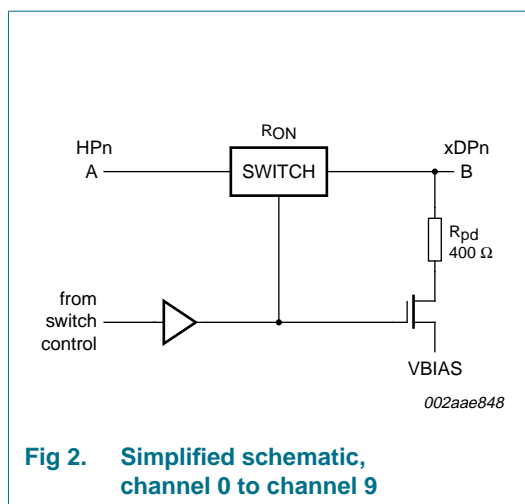 RON
HPn
A
SWITCH
xDPn
B
Rpd
400 Ω
from
switch
control
VBIAS
002aae848
Fig 2. Simplified schematic,
channel 0 to channel 9